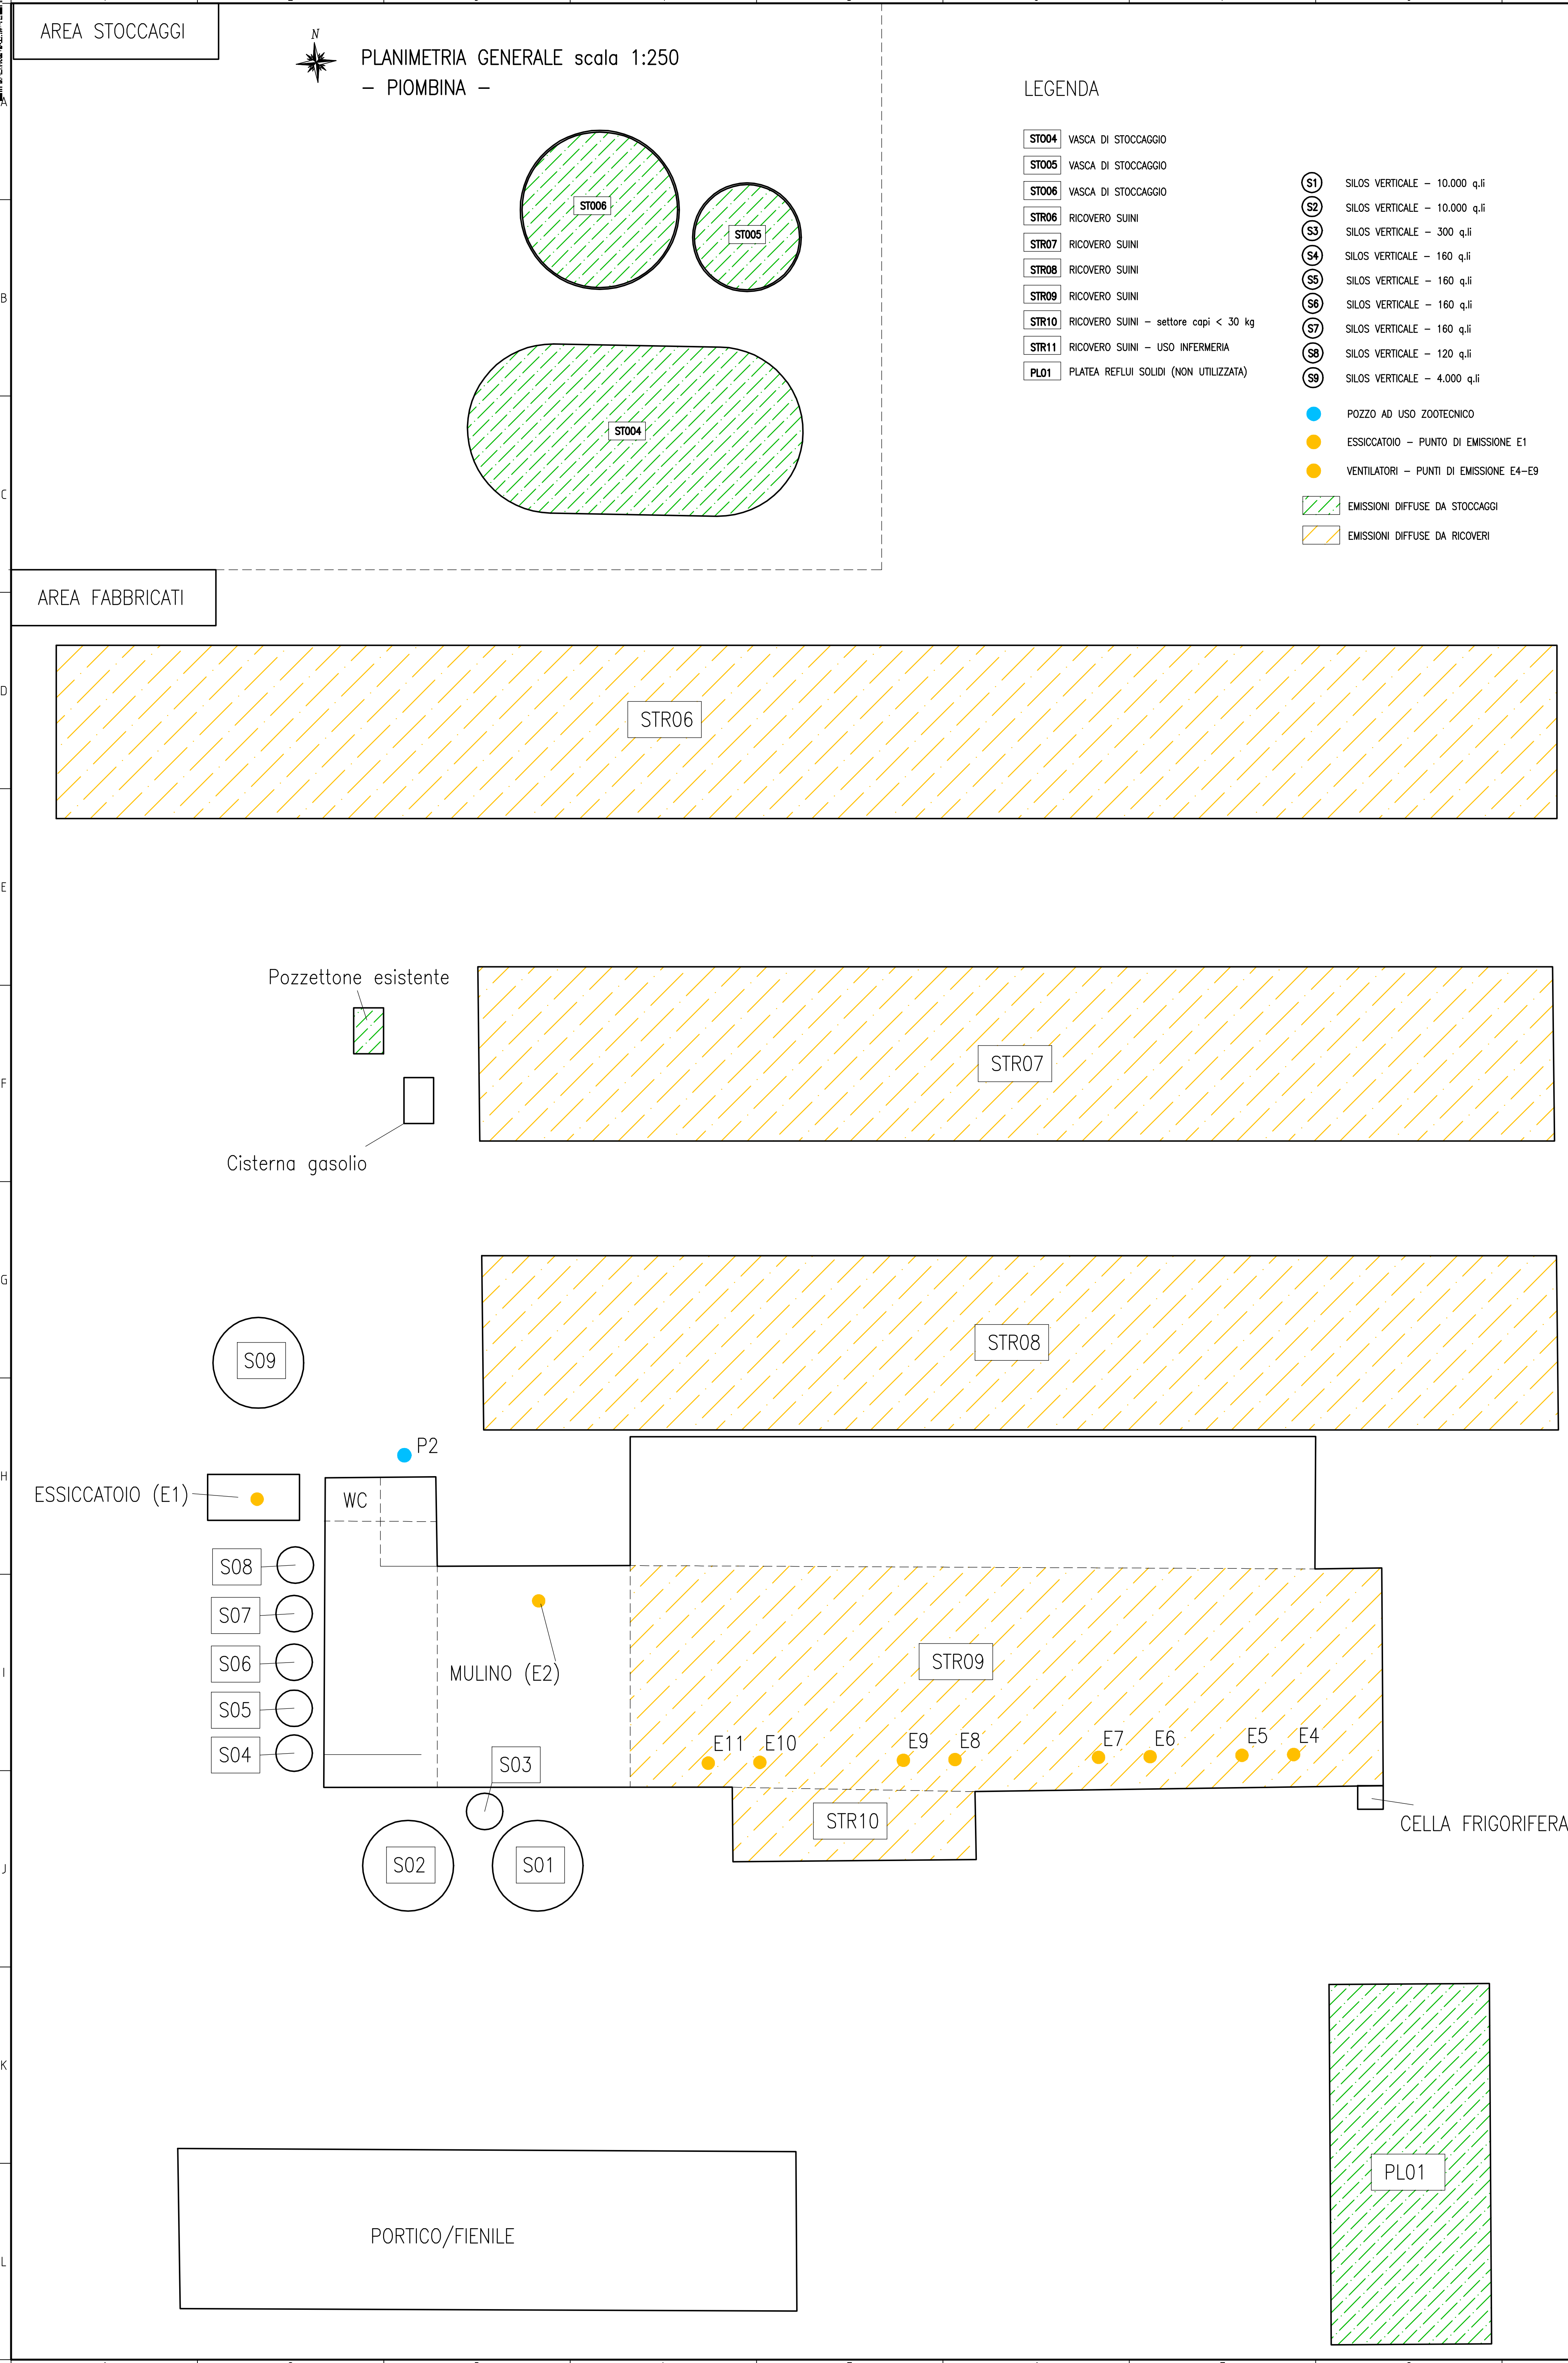 AREA STOCCAGGI
N
PLANIMETRIA GENERALE scala 1:250
– PIOMBINA –
STO06
STO05
STO04
LEGENDA
STO04 VASCA DI STOCCAGGIO
STO05 VASCA DI STOCCAGGIO
STO06 VASCA DI STOCCAGGIO
STR06 RICOVERO SUINI
STR07 RICOVERO SUINI
STR08 RICOVERO SUINI
STR09 RICOVERO SUINI
STR10 RICOVERO SUINI – settore capi < 30 kg
STR11 RICOVERO SUINI – USO INFERMERIA
PL01 PLATEA REFLUI SOLIDI (NON UTILIZZATA)
S1 SILOS VERTICALE – 10.000 q.li
S2 SILOS VERTICALE – 10.000 q.li
S3 SILOS VERTICALE – 300 q.li
S4 SILOS VERTICALE – 160 q.li
S5 SILOS VERTICALE – 160 q.li
S6 SILOS VERTICALE – 160 q.li
S7 SILOS VERTICALE – 160 q.li
S8 SILOS VERTICALE – 120 q.li
S9 SILOS VERTICALE – 4.000 q.li
POZZO AD USO ZOOTECNICO
ESSICCATOIO – PUNTO DI EMISSIONE E1
VENTILATORI – PUNTI DI EMISSIONE E4–E9
EMISSIONI DIFFUSE DA STOCCAGGI
EMISSIONI DIFFUSE DA RICOVERI
A
B
C
D
E
F
G
H
I
J
K
L
AREA FABBRICATI
STR06
Pozzettone esistente
STR07
Cisterna gasolio
STR08
S09
P2
ESSICCATOIO (E1)
WC
S08
S07
S06
S05
S04
MULINO (E2)
STR09
E11 E10 E9 E8 E7 E6 E5 E4
S03
STR10
CELLA FRIGORIFERA
S02
S01
PL01
PORTICO/FIENILE